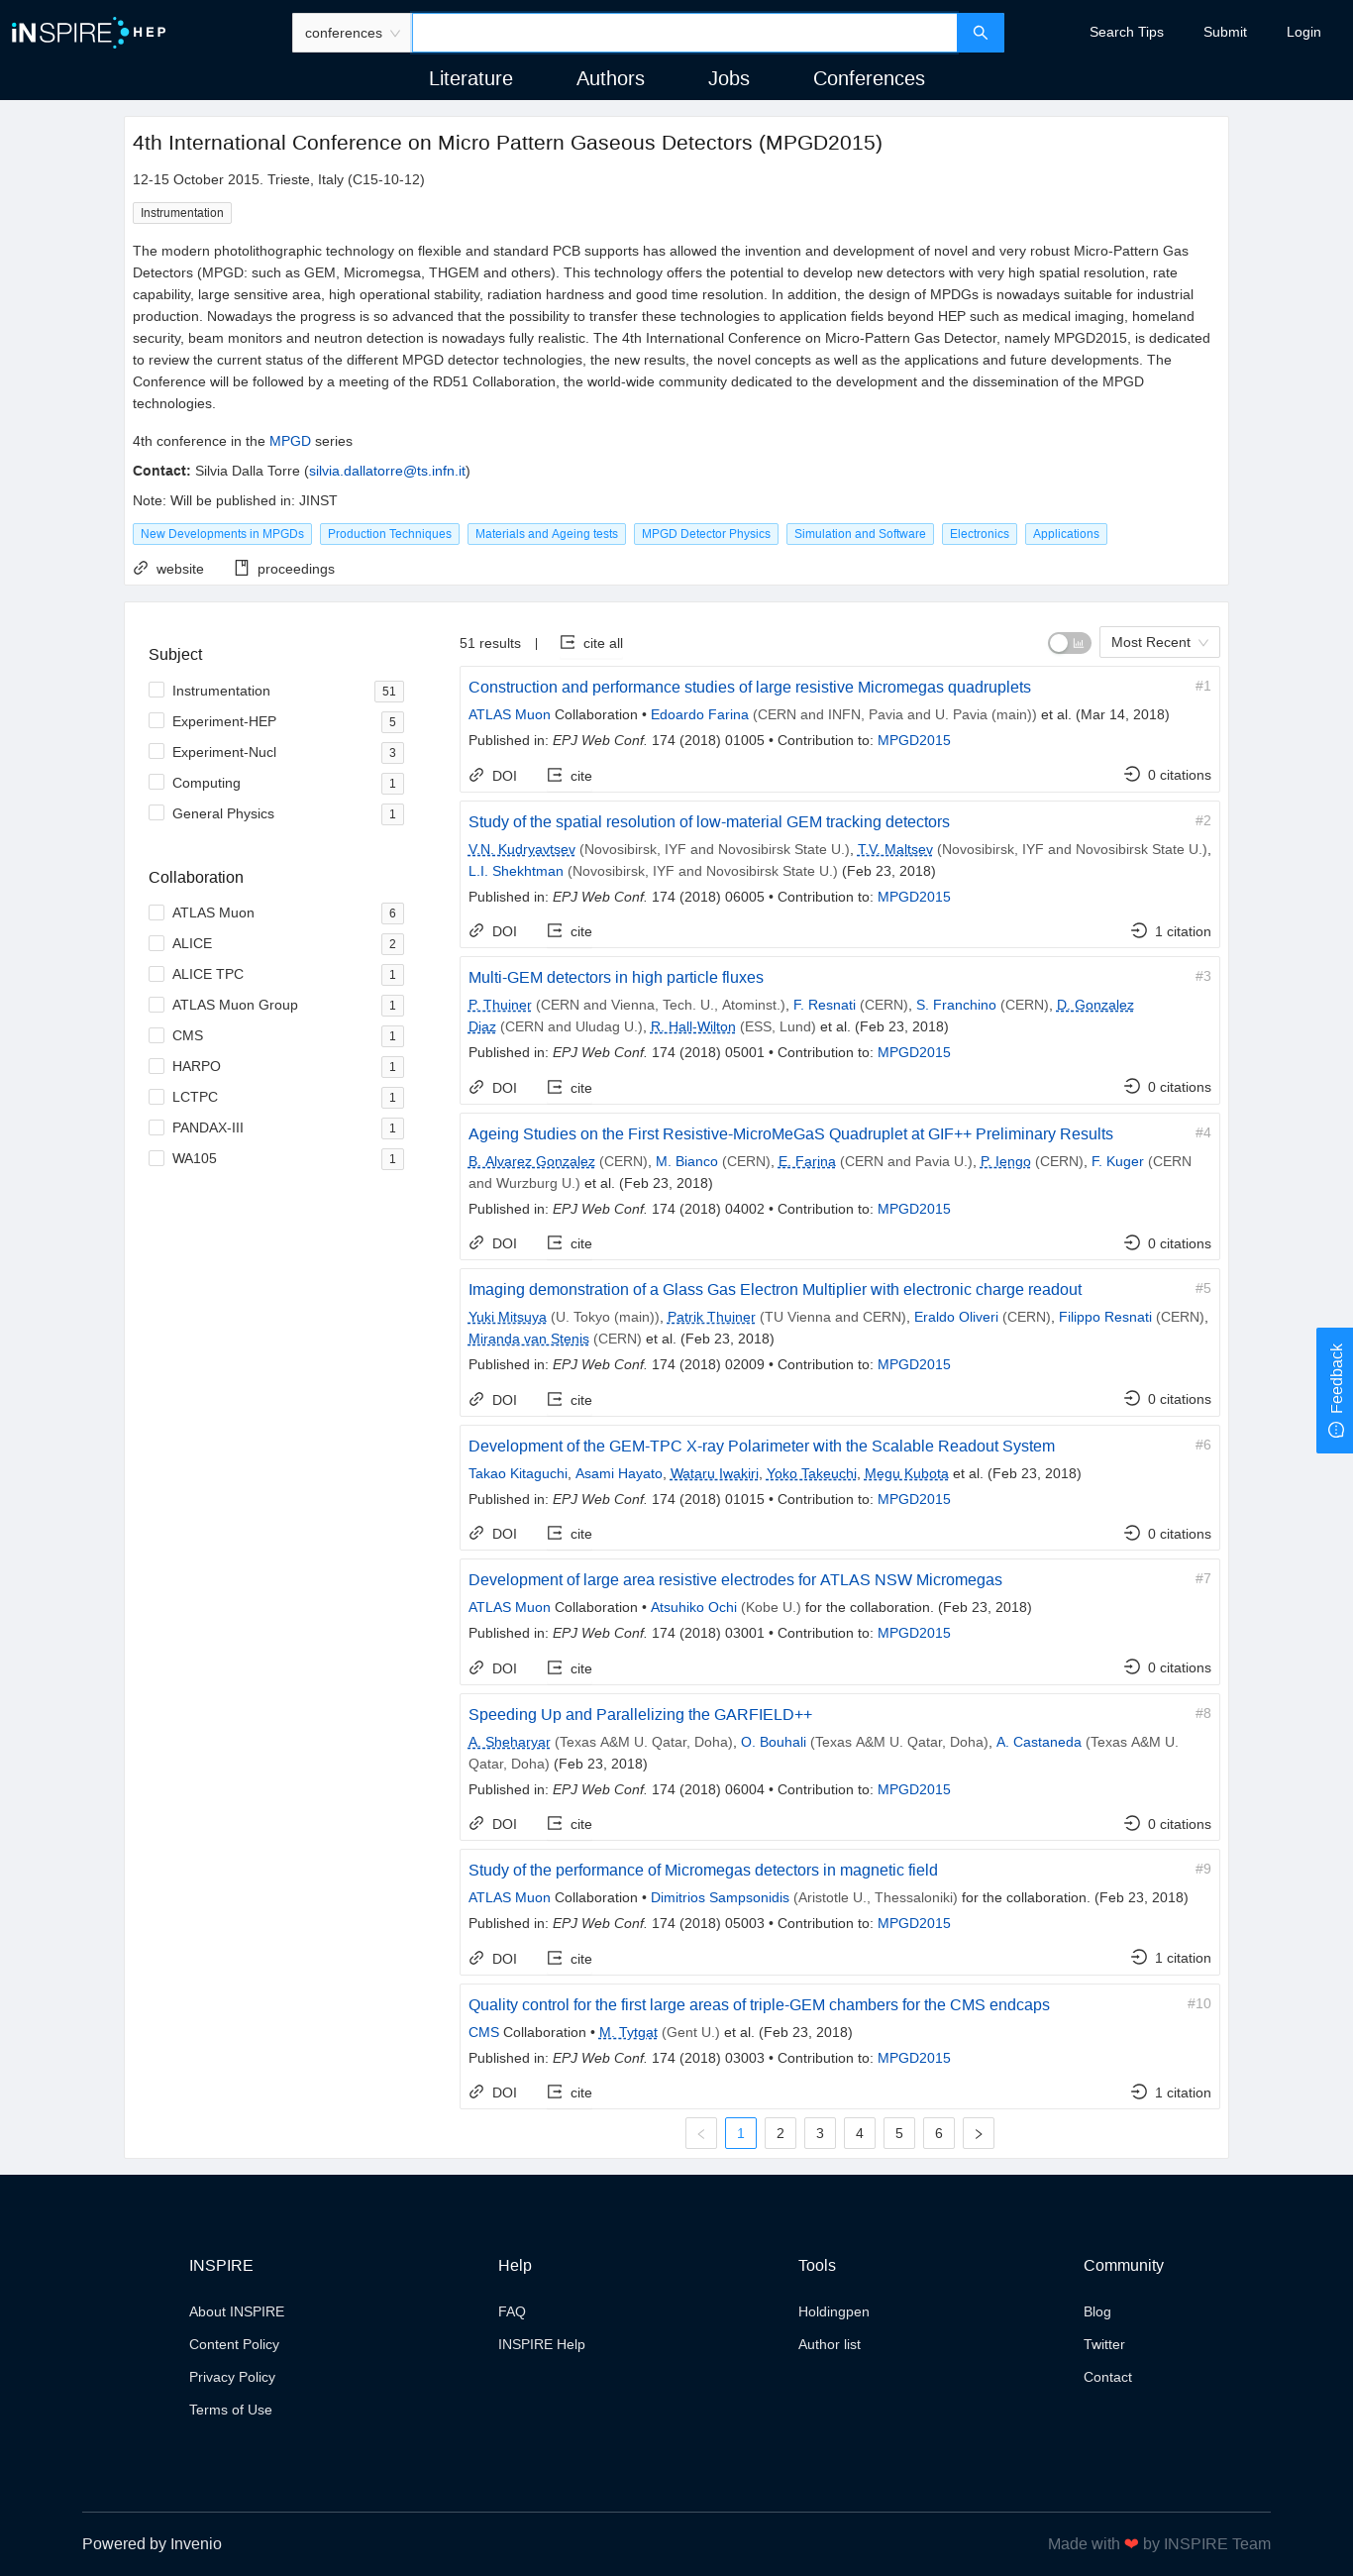 INSPIRE HEP
conferences
Search Tips
Submit
Login
Literature
Authors
Jobs
Conferences
4th International Conference on Micro Pattern Gaseous Detectors (MPGD2015)
12-15 October 2015. Trieste, Italy (C15-10-12)
Instrumentation
The modern photolithographic technology on flexible and standard PCB supports has allowed the invention and development of novel and very robust Micro-Pattern Gas
Detectors (MPGD: such as GEM, Micromegsa, THGEM and others). This technology offers the potential to develop new detectors with very high spatial resolution, rate
capability, large sensitive area, high operational stability, radiation hardness and good time resolution. In addition, the design of MPDGs is nowadays suitable for industrial
production. Nowadays the progress is so advanced that the possibility to transfer these technologies to application fields beyond HEP such as medical imaging, homeland
security, beam monitors and neutron detection is nowadays fully realistic. The 4th International Conference on Micro-Pattern Gas Detector, namely MPGD2015, is dedicated
to review the current status of the different MPGD detector technologies, the new results, the novel concepts as well as the applications and future developments. The
Conference will be followed by a meeting of the RD51 Collaboration, the world-wide community dedicated to the development and the dissemination of the MPGD
technologies.
4th conference in the MPGD series
Contact: Silvia Dalla Torre (silvia.dallatorre@ts.infn.it)
Note: Will be published in: JINST
New Developments in MPGDs
Production Techniques
Materials and Ageing tests
MPGD Detector Physics
Simulation and Software
Electronics
Applications
website
proceedings
Subject
Instrumentation 51
Experiment-HEP 5
Experiment-Nucl 3
Computing 1
General Physics 1
Collaboration
ATLAS Muon 6
ALICE 2
ALICE TPC 1
ATLAS Muon Group 1
CMS 1
HARPO 1
LCTPC 1
PANDAX-III 1
WA105 1
51 results | cite all
Most Recent
Construction and performance studies of large resistive Micromegas quadruplets #1
ATLAS Muon Collaboration • Edoardo Farina (CERN and INFN, Pavia and U. Pavia (main)) et al. (Mar 14, 2018)
Published in: EPJ Web Conf. 174 (2018) 01005 • Contribution to: MPGD2015
DOI cite 0 citations
Study of the spatial resolution of low-material GEM tracking detectors #2
V.N. Kudryavtsev (Novosibirsk, IYF and Novosibirsk State U.), T.V. Maltsev (Novosibirsk, IYF and Novosibirsk State U.),
L.I. Shekhtman (Novosibirsk, IYF and Novosibirsk State U.) (Feb 23, 2018)
Published in: EPJ Web Conf. 174 (2018) 06005 • Contribution to: MPGD2015
DOI cite 1 citation
Multi-GEM detectors in high particle fluxes #3
P. Thuiner (CERN and Vienna, Tech. U., Atominst.), F. Resnati (CERN), S. Franchino (CERN), D. Gonzalez
Diaz (CERN and Uludag U.), R. Hall-Wilton (ESS, Lund) et al. (Feb 23, 2018)
Published in: EPJ Web Conf. 174 (2018) 05001 • Contribution to: MPGD2015
DOI cite 0 citations
Ageing Studies on the First Resistive-MicroMeGaS Quadruplet at GIF++ Preliminary Results #4
B. Alvarez Gonzalez (CERN), M. Bianco (CERN), E. Farina (CERN and Pavia U.), P. Iengo (CERN), F. Kuger (CERN
and Wurzburg U.) et al. (Feb 23, 2018)
Published in: EPJ Web Conf. 174 (2018) 04002 • Contribution to: MPGD2015
DOI cite 0 citations
Imaging demonstration of a Glass Gas Electron Multiplier with electronic charge readout #5
Yuki Mitsuya (U. Tokyo (main)), Patrik Thuiner (TU Vienna and CERN), Eraldo Oliveri (CERN), Filippo Resnati (CERN),
Miranda van Stenis (CERN) et al. (Feb 23, 2018)
Published in: EPJ Web Conf. 174 (2018) 02009 • Contribution to: MPGD2015
DOI cite 0 citations
Development of the GEM-TPC X-ray Polarimeter with the Scalable Readout System #6
Takao Kitaguchi, Asami Hayato, Wataru Iwakiri, Yoko Takeuchi, Megu Kubota et al. (Feb 23, 2018)
Published in: EPJ Web Conf. 174 (2018) 01015 • Contribution to: MPGD2015
DOI cite 0 citations
Development of large area resistive electrodes for ATLAS NSW Micromegas #7
ATLAS Muon Collaboration • Atsuhiko Ochi (Kobe U.) for the collaboration. (Feb 23, 2018)
Published in: EPJ Web Conf. 174 (2018) 03001 • Contribution to: MPGD2015
DOI cite 0 citations
Speeding Up and Parallelizing the GARFIELD++ #8
A. Sheharyar (Texas A&M U. Qatar, Doha), O. Bouhali (Texas A&M U. Qatar, Doha), A. Castaneda (Texas A&M U.
Qatar, Doha) (Feb 23, 2018)
Published in: EPJ Web Conf. 174 (2018) 06004 • Contribution to: MPGD2015
DOI cite 0 citations
Study of the performance of Micromegas detectors in magnetic field #9
ATLAS Muon Collaboration • Dimitrios Sampsonidis (Aristotle U., Thessaloniki) for the collaboration. (Feb 23, 2018)
Published in: EPJ Web Conf. 174 (2018) 05003 • Contribution to: MPGD2015
DOI cite 1 citation
Quality control for the first large areas of triple-GEM chambers for the CMS endcaps #10
CMS Collaboration • M. Tytgat (Gent U.) et al. (Feb 23, 2018)
Published in: EPJ Web Conf. 174 (2018) 03003 • Contribution to: MPGD2015
DOI cite 1 citation
1 2 3 4 5 6
Feedback
INSPIRE
About INSPIRE
Content Policy
Privacy Policy
Terms of Use
Help
FAQ
INSPIRE Help
Tools
Holdingpen
Author list
Community
Blog
Twitter
Contact
Powered by Invenio
Made with ❤ by INSPIRE Team